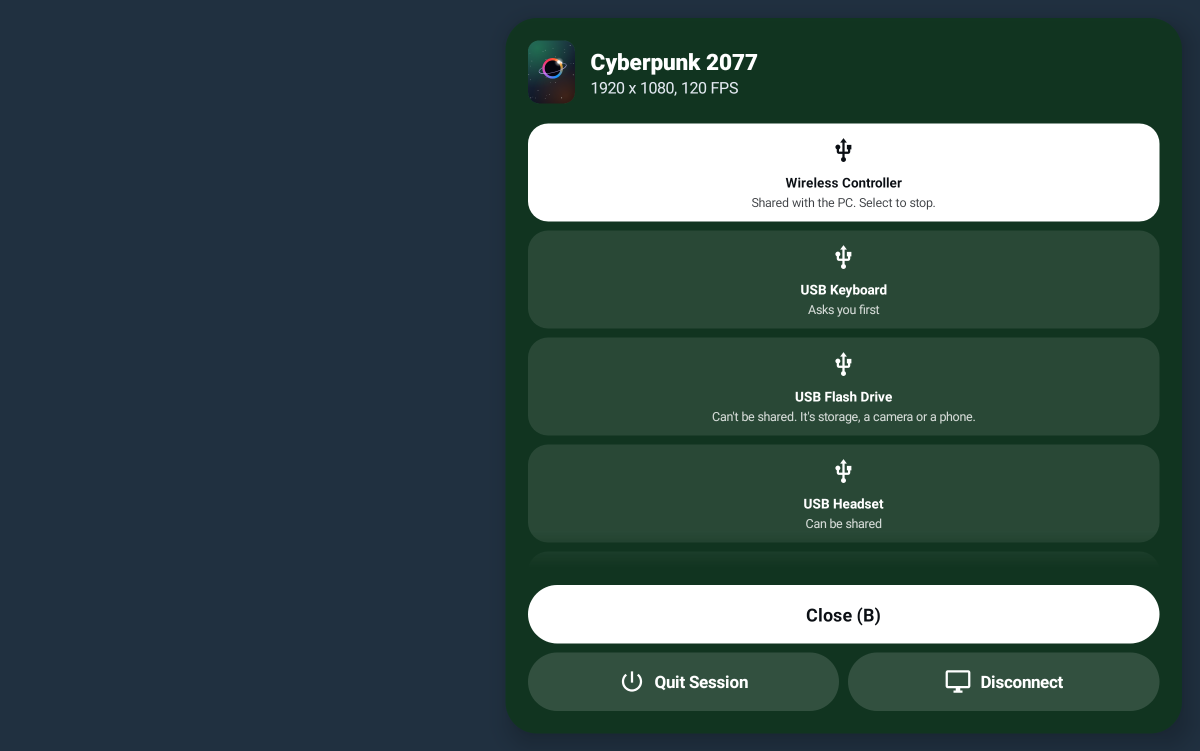 Cyberpunk 2077
1920 x 1080, 120 FPS
Wireless Controller
Shared with the PC. Select to stop.
USB Keyboard
Asks you first
USB Flash Drive
Can't be shared. It's storage, a camera or a phone.
USB Headset
Can be shared
Close (B)
Quit Session
Disconnect